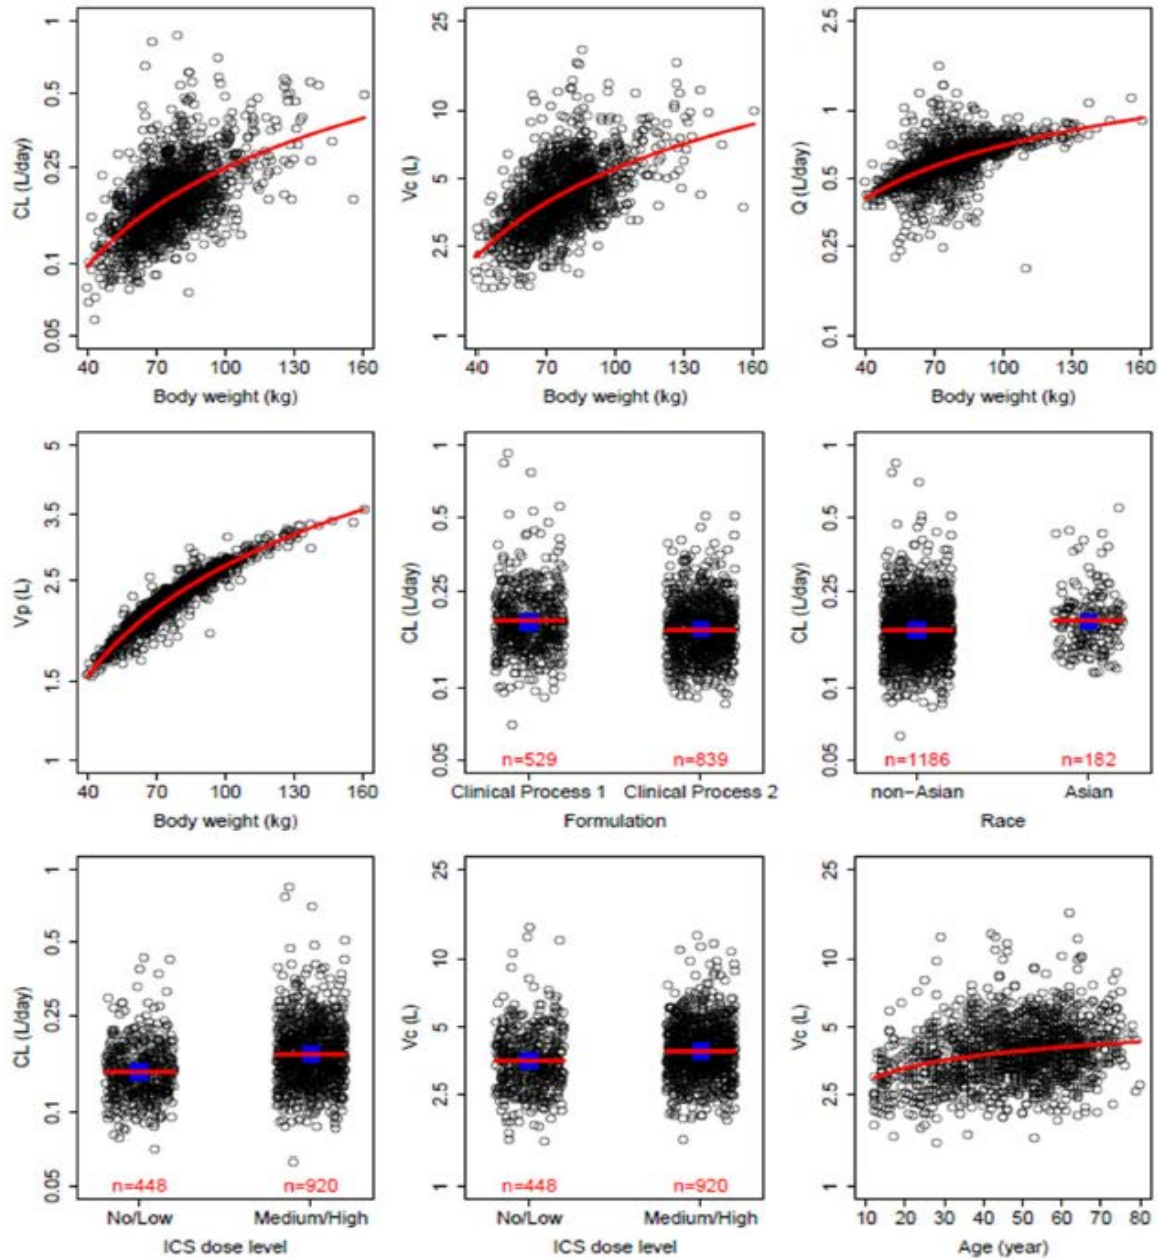 CL (L/day)
1
0.5
0.25
0.1
0.05
40 70 100 130 160
Body weight (kg)
Vc (L)
25
10
5
2.5
1
40 70 100 130 160
Body weight (kg)
Q (L/day)
2.5
1
0.5
0.25
0.1
40 70 100 130 160
Body weight (kg)
Vp (L)
5
3.5
2.5
1.5
1
40 70 100 130 160
Body weight (kg)
CL (L/day)
1
0.5
0.25
0.1
0.05
n=529 n=839
Clinical Process 1 Clinical Process 2
Formulation
CL (L/day)
1
0.5
0.25
0.1
0.05
n=1186 n=182
non−Asian Asian
Race
CL (L/day)
1
0.5
0.25
0.1
0.05
n=448 n=920
No/Low Medium/High
ICS dose level
Vc (L)
25
10
5
2.5
1
n=448 n=920
No/Low Medium/High
ICS dose level
Vc (L)
25
10
5
2.5
1
10 20 30 40 50 60 70 80
Age (year)